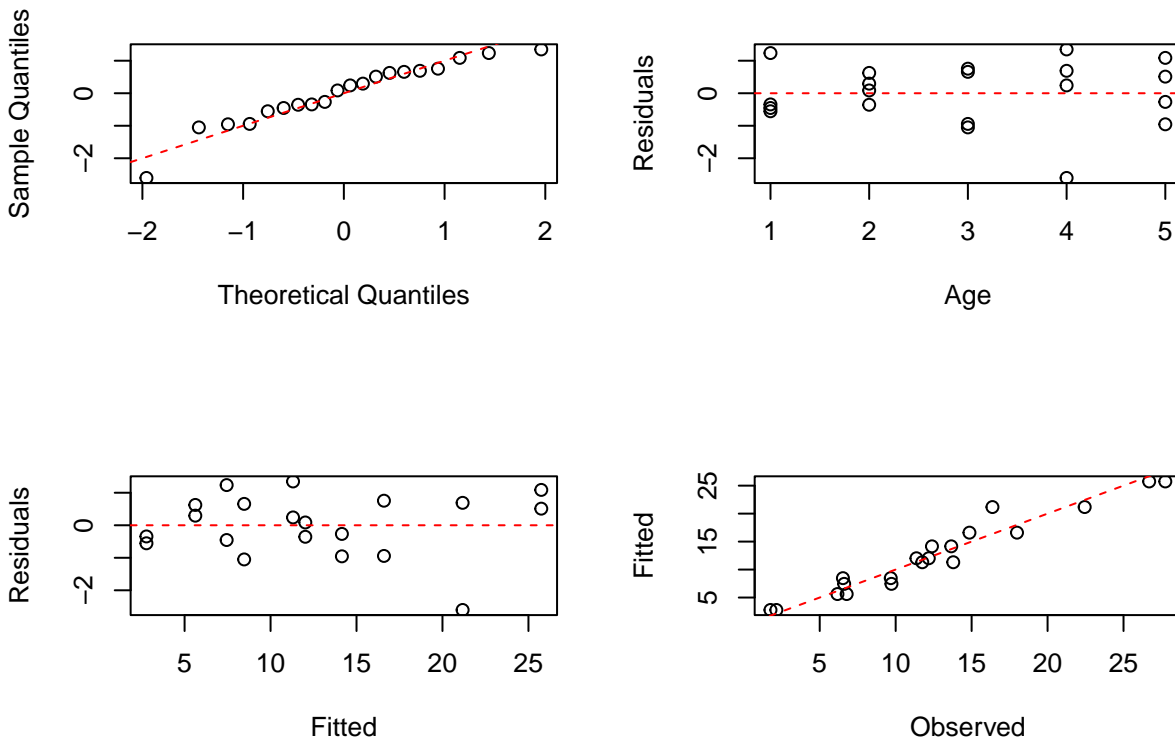 Sample Quantiles
0
−2
−2 −1 0 1 2
Theoretical Quantiles
Residuals
0
−2
1 2 3 4 5
Age
Residuals
0
−2
5 10 15 20 25
Fitted
Fitted
25
15
5
5 10 15 20 25
Observed